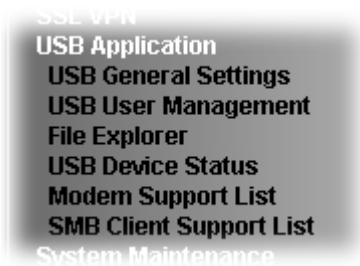 SSL VPN
USB Application
USB General Settings
USB User Management
File Explorer
USB Device Status
Modem Support List
SMB Client Support List
System Maintenance